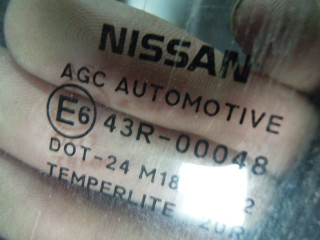 NISSAN
AGC AUTOMOTIVE
E6 43R-00048
DOT-24 M18
TEMPERLITE